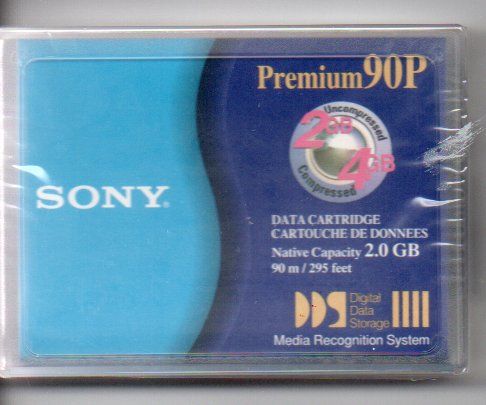 Premium90P
Uncompressed
2GB
4GB
Compressed
SONY®
DATA CARTRIDGE
CARTOUCHE DE DONNEES
Native Capacity 2.0 GB
90 m / 295 feet
DDS Digital
Data
Storage
Media Recognition System